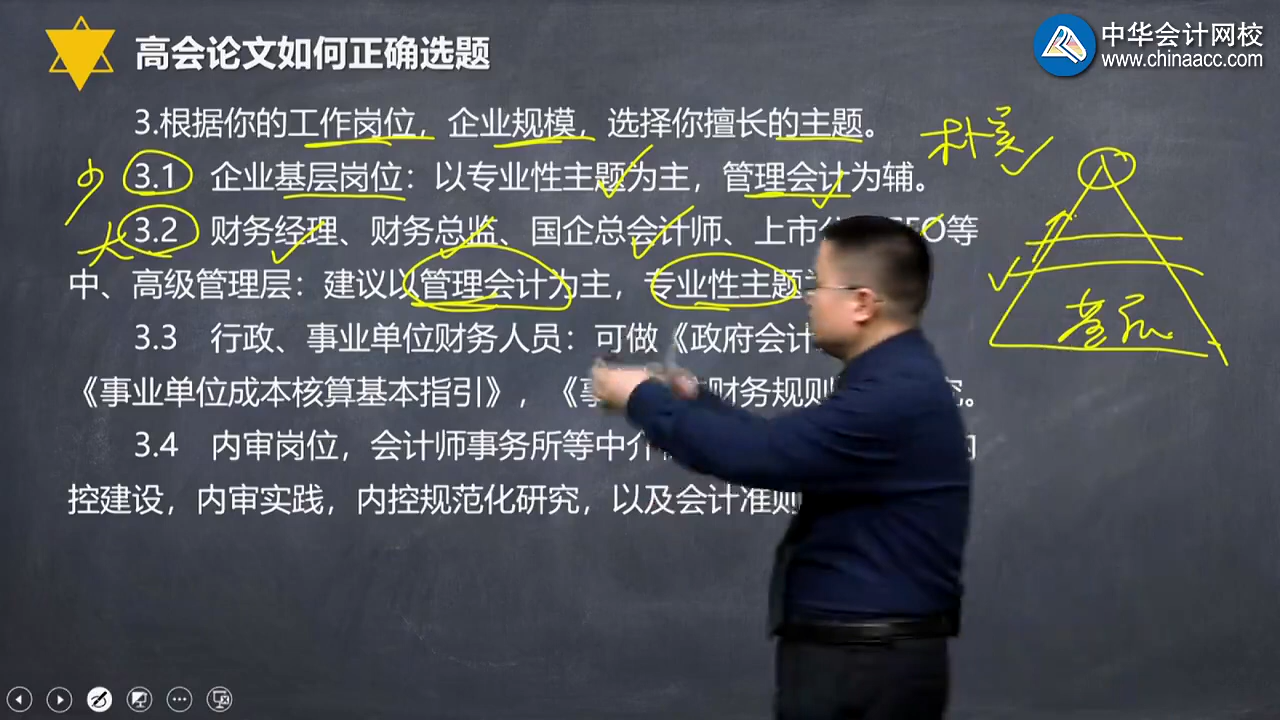 高会论文如何正确选题
中华会计网校
www.chinaacc.com
3.根据你的工作岗位，企业规模，选择你擅长的主题。
3.1 企业基层岗位：以专业性主题为主，管理会计为辅。
3.2 财务经理、财务总监、国企总会计师、上市 等
中、高级管理层：建议以管理会计为主，专业性主题
3.3 行政、事业单位财务人员：可做《政府会计
《事业单位成本核算基本指引》，《 财务规则 。
3.4 内审岗位，会计师事务所等中
控建设，内审实践，内控规范化研究，以及会计准则
少
大